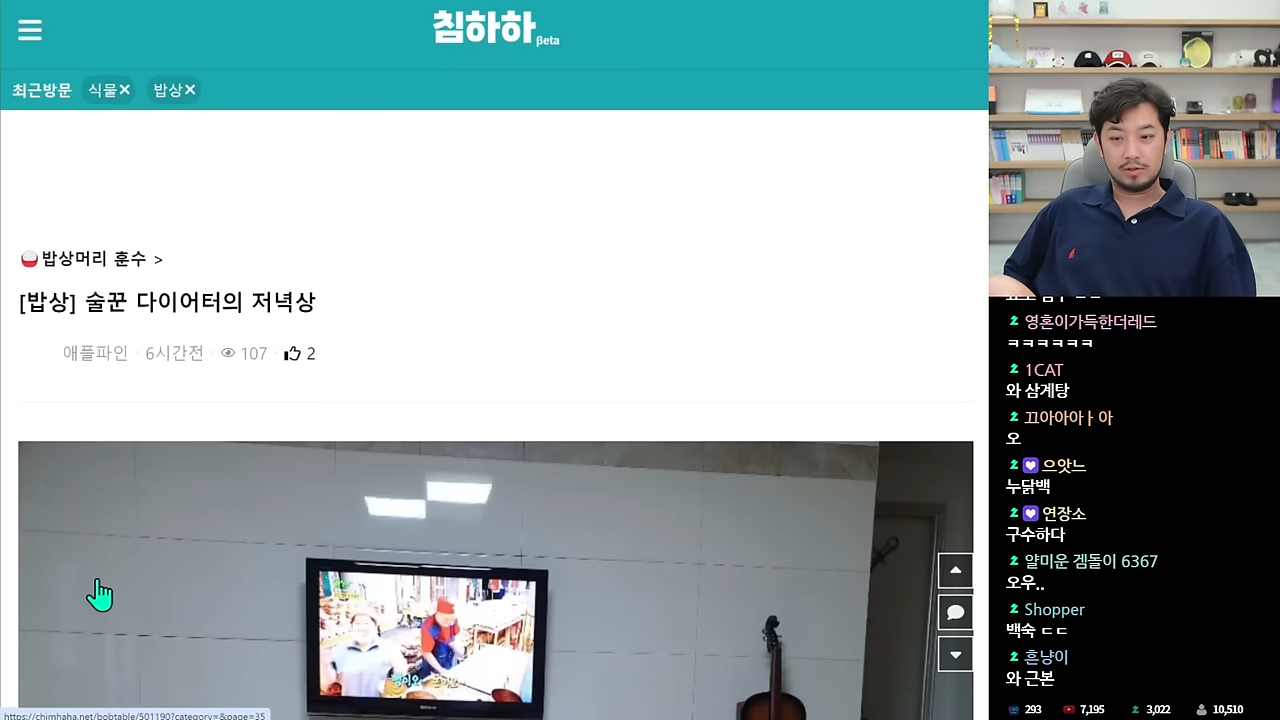 침하하 βeta
최근방문 식물✕ 밥상✕
밥상머리 훈수 >
[밥상] 술꾼 다이어터의 저녁상
애플파인 · 6시간전 · 107 · 2
영혼이가득한더레드
ㅋㅋㅋㅋㅋㅋ
1CAT
와 삼계탕
끄아아아ㅏ아
오
으앗느
누닭백
연장소
구수하다
얄미운 겜돌이 6367
오우..
Shopper
백숙 ㄷㄷ
흔냥이
와 근본
293 7,195 3,022 10,510
https://chimhaha.net/bobtable/501190?category=&page=35